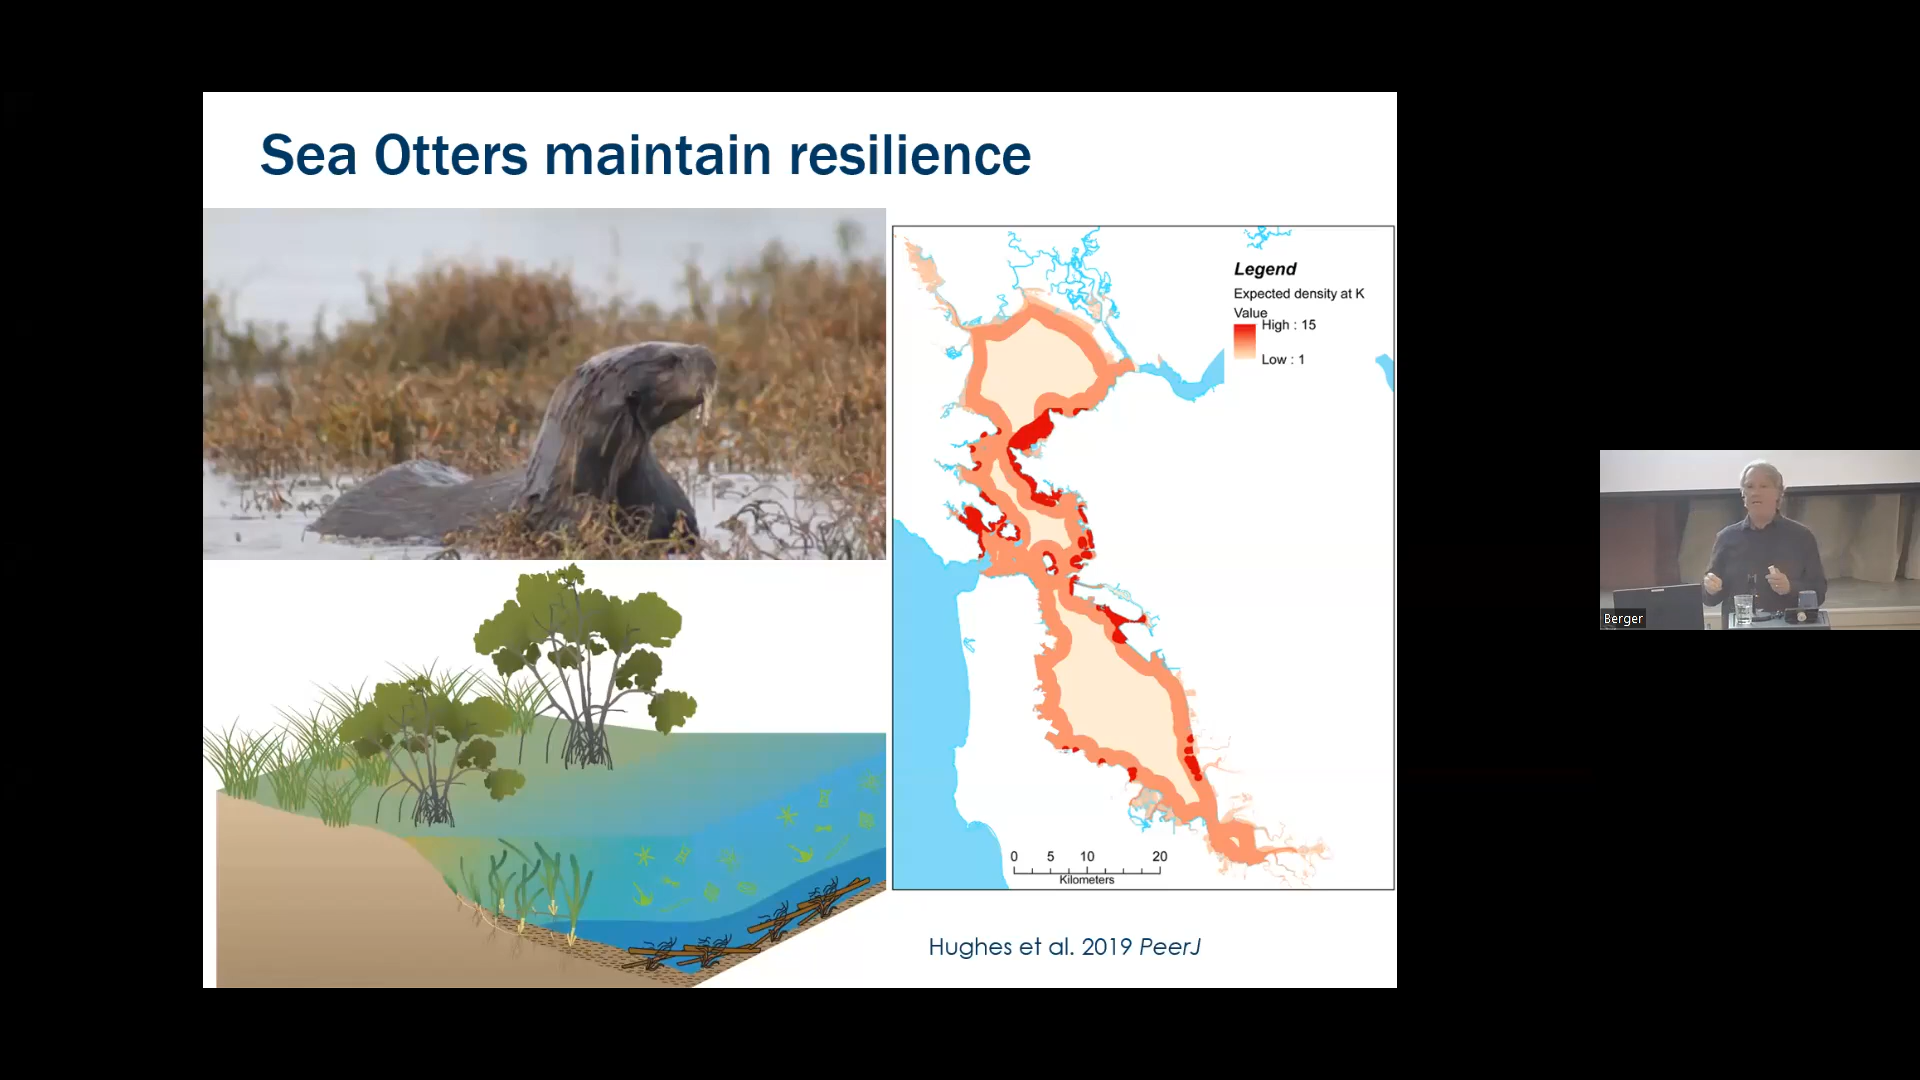 Sea Otters maintain resilience
Legend
Expected density at K
Value
High : 15
Low : 1
0 5 10 20
Kilometers
Hughes et al. 2019 PeerJ
Berger